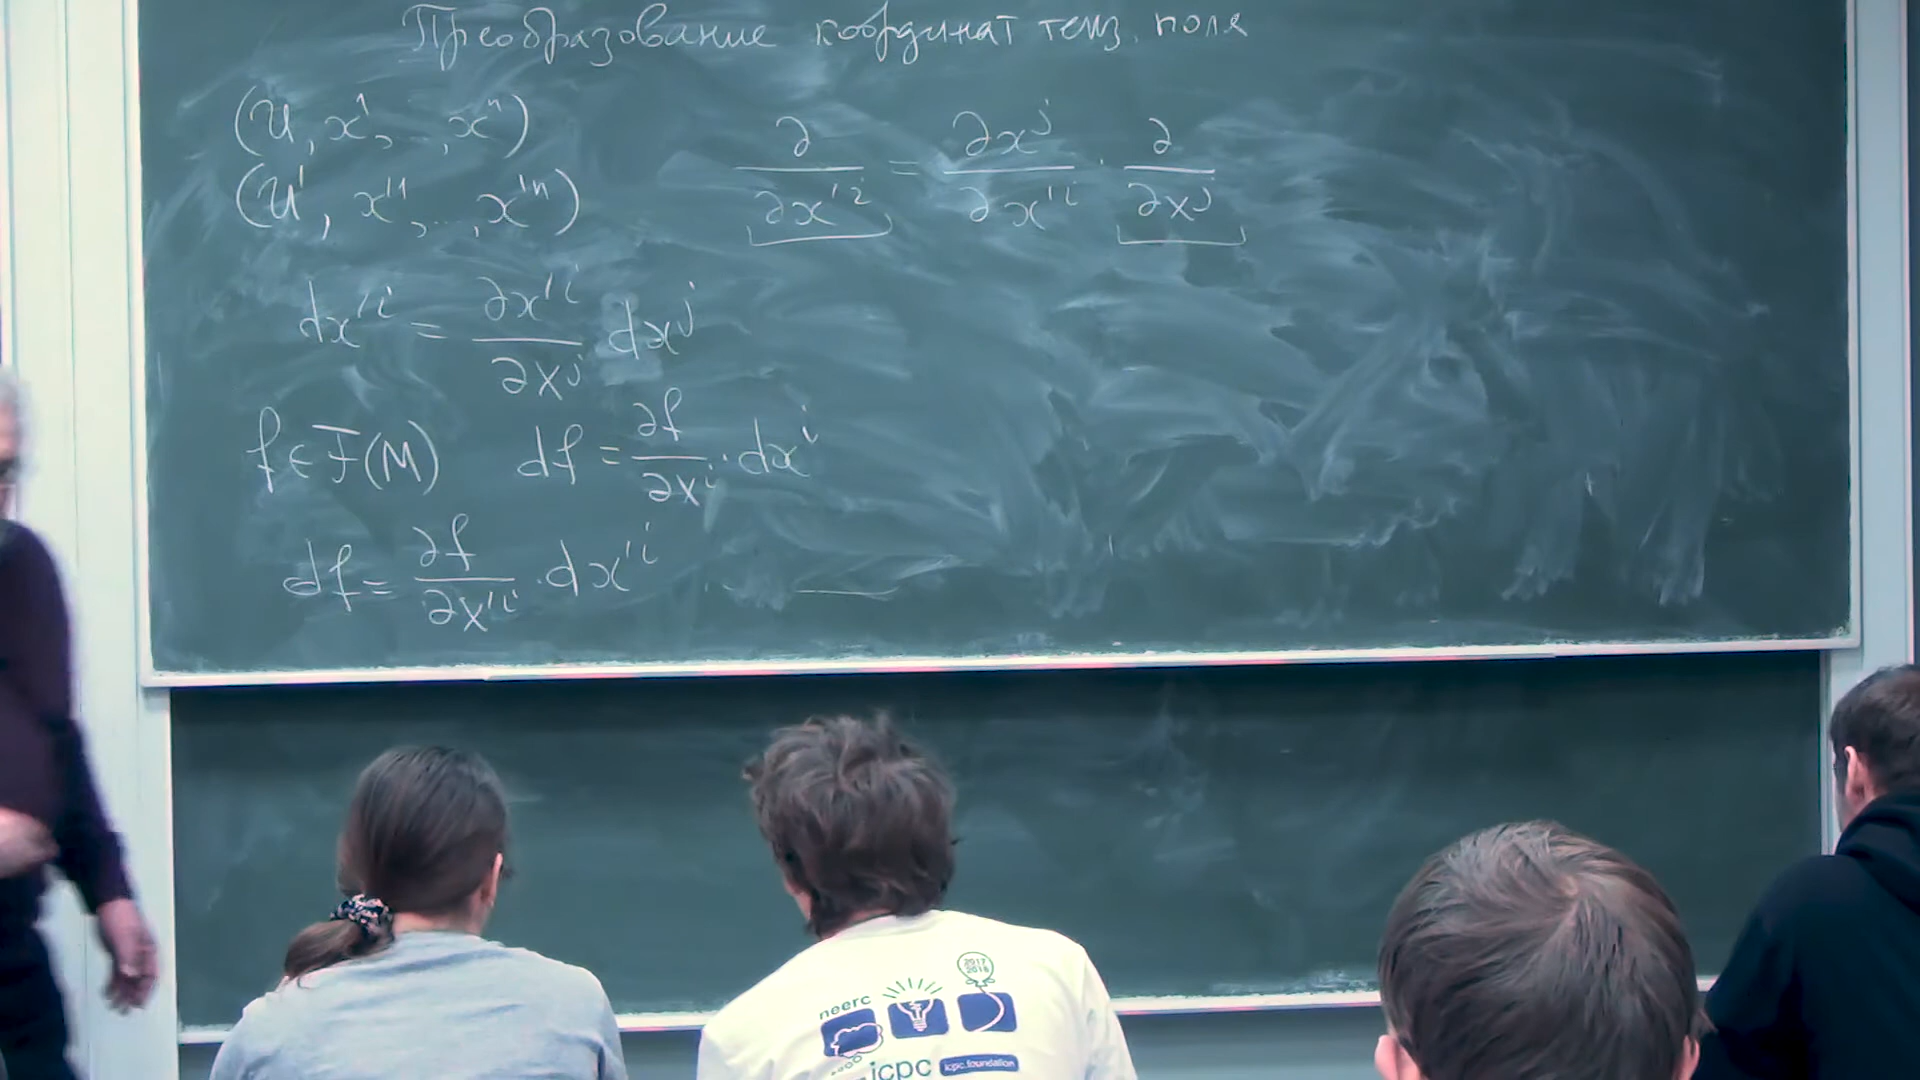 Преобразование координат тенз. поля
(U, x¹, .., xⁿ)
(U', x'¹, ..., x'ⁿ)
∂/∂x'ⁱ = ∂xʲ/∂x'ⁱ · ∂/∂xʲ
dx'ⁱ = ∂x'ⁱ/∂xʲ dxʲ
f ∈ F(M) df = ∂f/∂xⁱ · dxⁱ
df = ∂f/∂x'ⁱ · dx'ⁱ
2017
2018
neerc
icpc
icpc.foundation